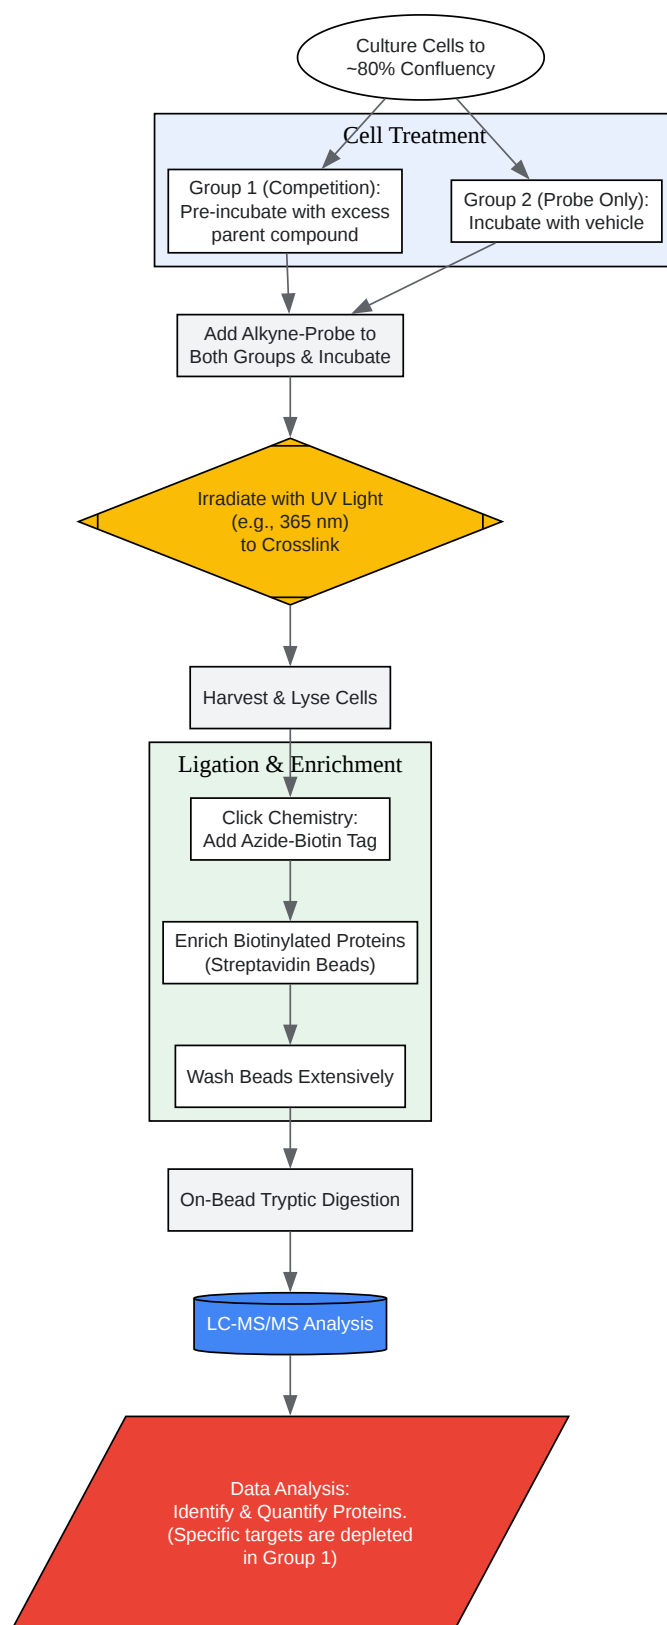 Culture Cells to
~80% Confluency
Cell Treatment
Group 1 (Competition):
Pre-incubate with excess
parent compound
Group 2 (Probe Only):
Incubate with vehicle
Add Alkyne-Probe to
Both Groups & Incubate
Irradiate with UV Light
(e.g., 365 nm)
to Crosslink
Harvest & Lyse Cells
Ligation & Enrichment
Click Chemistry:
Add Azide-Biotin Tag
Enrich Biotinylated Proteins
(Streptavidin Beads)
Wash Beads Extensively
On-Bead Tryptic Digestion
LC-MS/MS Analysis
Data Analysis:
Identify & Quantify Proteins.
(Specific targets are depleted
in Group 1)